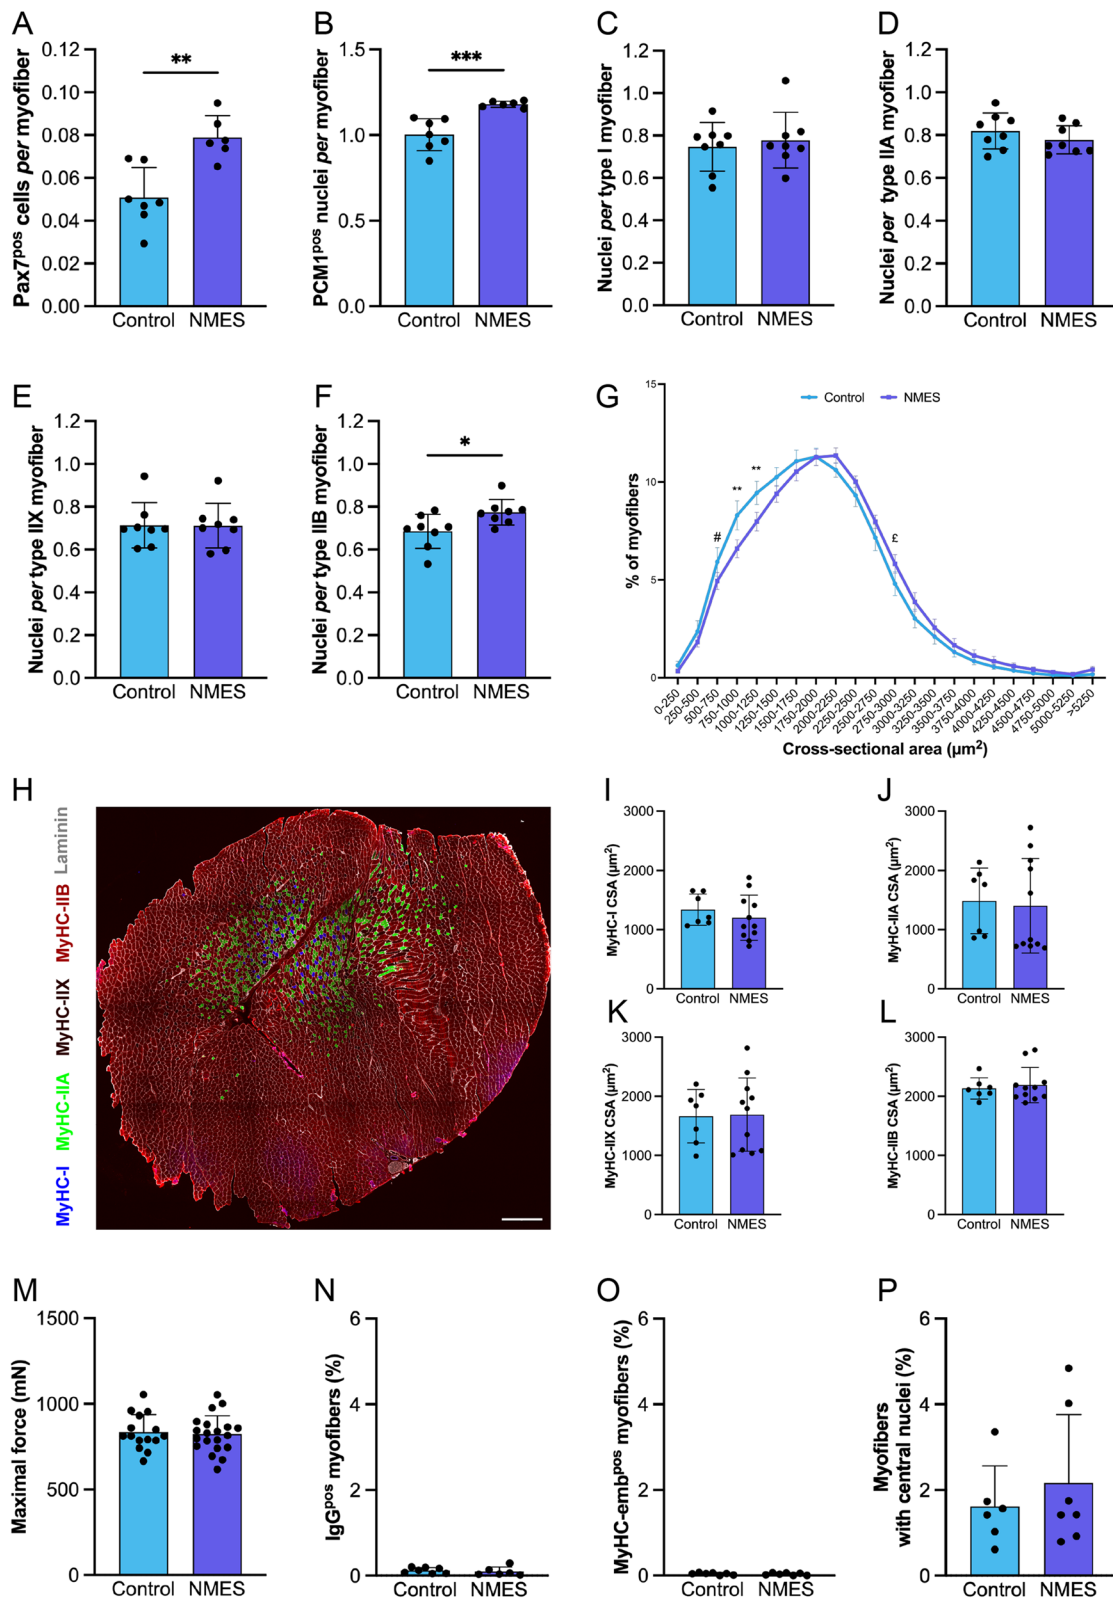 A
Pax7pos cells per myofiber
0.12
0.10
0.08
0.06
0.04
0.02
0.00
**
Control NMES
B
PCM1pos nuclei per myofiber
1.5
1.0
0.5
0.0
***
Control NMES
C
Nuclei per type I myofiber
1.2
1.0
0.8
0.6
0.4
0.2
0.0
Control NMES
D
Nuclei per type IIA myofiber
1.2
1.0
0.8
0.6
0.4
0.2
0.0
Control NMES
E
Nuclei per type IIX myofiber
1.2
1.0
0.8
0.6
0.4
0.2
0.0
Control NMES
F
Nuclei per type IIB myofiber
1.2
1.0
0.8
0.6
0.4
0.2
0.0
*
Control NMES
G
% of myofibers
15
10
5
0
Control NMES
#
**
**
£
0-250
250-500
500-750
750-1000
1000-1250
1250-1500
1500-1750
1750-2000
2000-2250
2250-2500
2500-2750
2750-3000
3000-3250
3250-3500
3500-3750
3750-4000
4000-4250
4250-4500
4500-4750
4750-5000
5000-5250
>5250
Cross-sectional area (µm2)
H
MyHC-I MyHC-IIA MyHC-IIX MyHC-IIB Laminin
I
MyHC-I CSA (µm2)
3000
2000
1000
0
Control NMES
J
MyHC-IIA CSA (µm2)
3000
2000
1000
0
Control NMES
K
MyHC-IIX CSA (µm2)
3000
2000
1000
0
Control NMES
L
MyHC-IIB CSA (µm2)
3000
2000
1000
0
Control NMES
M
Maximal force (mN)
1500
1000
500
0
Control NMES
N
IgGpos myofibers (%)
6
4
2
0
Control NMES
O
MyHC-embpos myofibers (%)
6
4
2
0
Control NMES
P
Myofibers
with central nuclei (%)
6
4
2
0
Control NMES